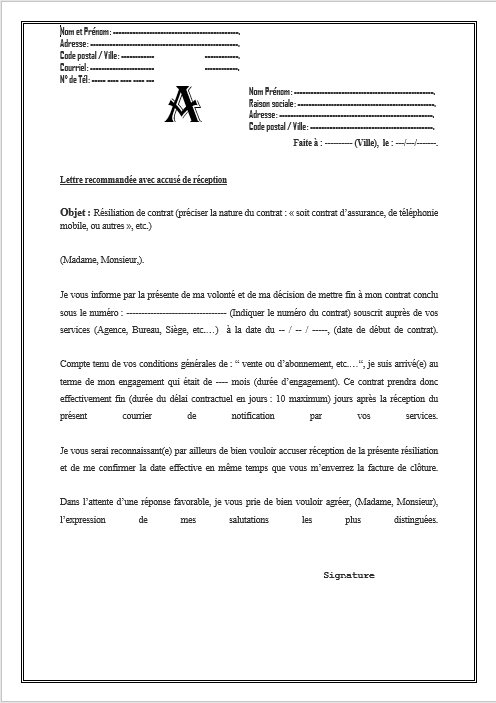 Nom et Prénom: --------------------------------------------.
Adresse: ----------------------------------------------------.
Code postal / Ville: ------------ ------------.
Courriel: ----------------------- ------------.
N° de Tél: ----- ---- ---- ---- ---
A
Nom Prénom: -------------------------------------------------.
Raison sociale: ------------------------------------------------.
Adresse: -------------------------------------------------------.
Code postal / Ville: -------------------------------------------.
Faite à : ---------- (Ville), le : ---/---/-------.
Lettre recommandée avec accusé de réception
Objet : Résiliation de contrat (préciser la nature du contrat : « soit contrat d’assurance, de téléphonie
mobile, ou autres », etc.)
(Madame, Monsieur,).
Je vous informe par la présente de ma volonté et de ma décision de mettre fin à mon contrat conclu
sous le numéro : --------------------------------- (Indiquer le numéro du contrat) souscrit auprès de vos
services (Agence, Bureau, Siège, etc.…) à la date du -- / -- / -----, (date de début de contrat).
Compte tenu de vos conditions générales de : “ vente ou d’abonnement, etc.…“, je suis arrivé(e) au
terme de mon engagement qui était de ---- mois (durée d’engagement). Ce contrat prendra donc
effectivement fin (durée du délai contractuel en jours : 10 maximum) jours après la réception du
présent courrier de notification par vos services.
Je vous serai reconnaissant(e) par ailleurs de bien vouloir accuser réception de la présente résiliation
et de me confirmer la date effective en même temps que vous m’enverrez la facture de clôture.
Dans l’attente d’une réponse favorable, je vous prie de bien vouloir agréer, (Madame, Monsieur),
l’expression de mes salutations les plus distinguées.
Signature